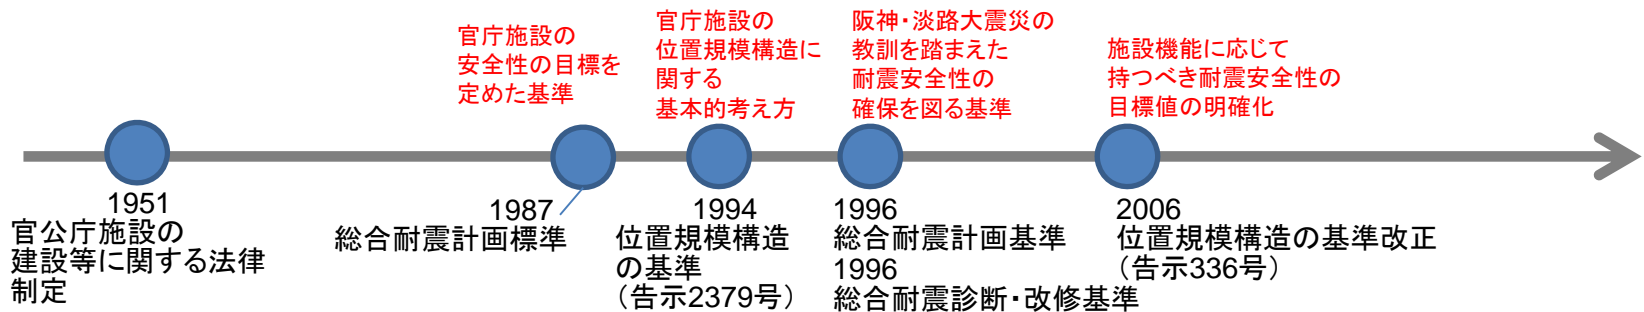 官庁施設の
安全性の目標を
定めた基準
官庁施設の
位置規模構造に
関する
基本的考え方
阪神・淡路大震災の
教訓を踏まえた
耐震安全性の
確保を図る基準
施設機能に応じて
持つべき耐震安全性の
目標値の明確化
1951
官公庁施設の
建設等に関する法律
制定
1987
総合耐震計画標準
1994
位置規模構造
の基準
（告示2379号）
1996
総合耐震計画基準
1996
総合耐震診断・改修基準
2006
位置規模構造の基準改正
（告示336号）